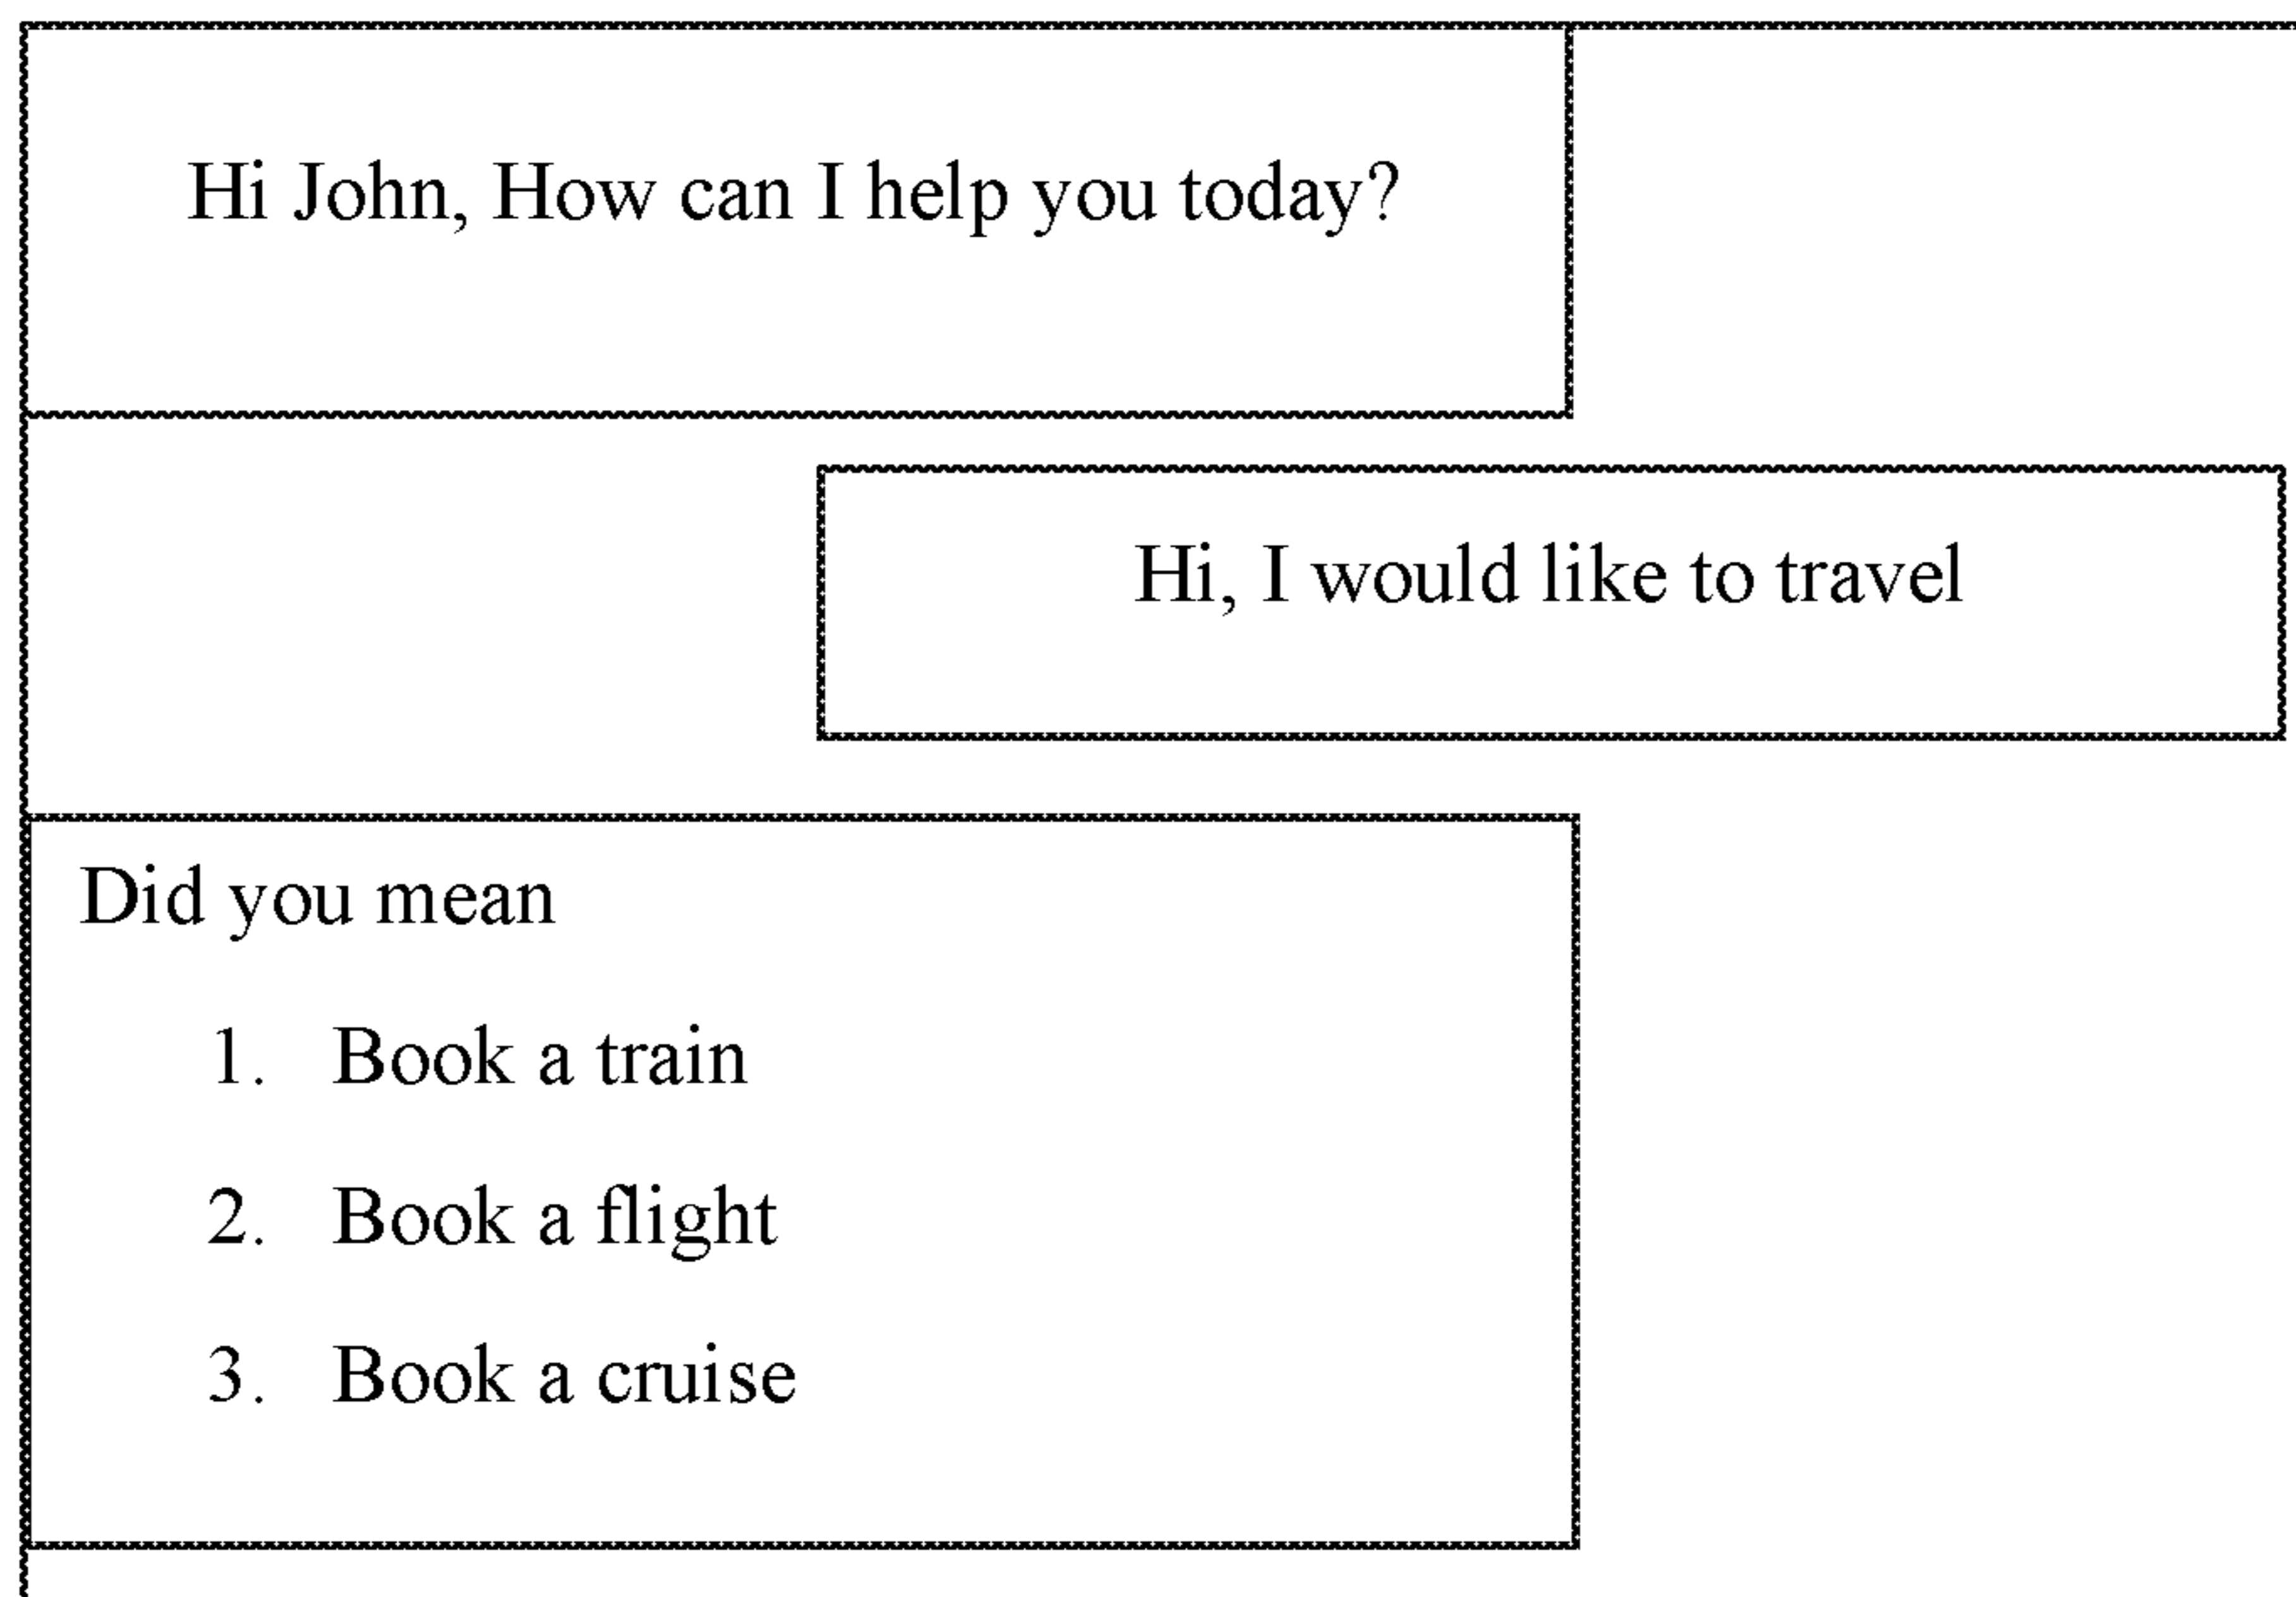 Hi John, How can I help you today?
Hi, I would like to travel
Did you mean
1. Book a train
2. Book a flight
3. Book a cruise